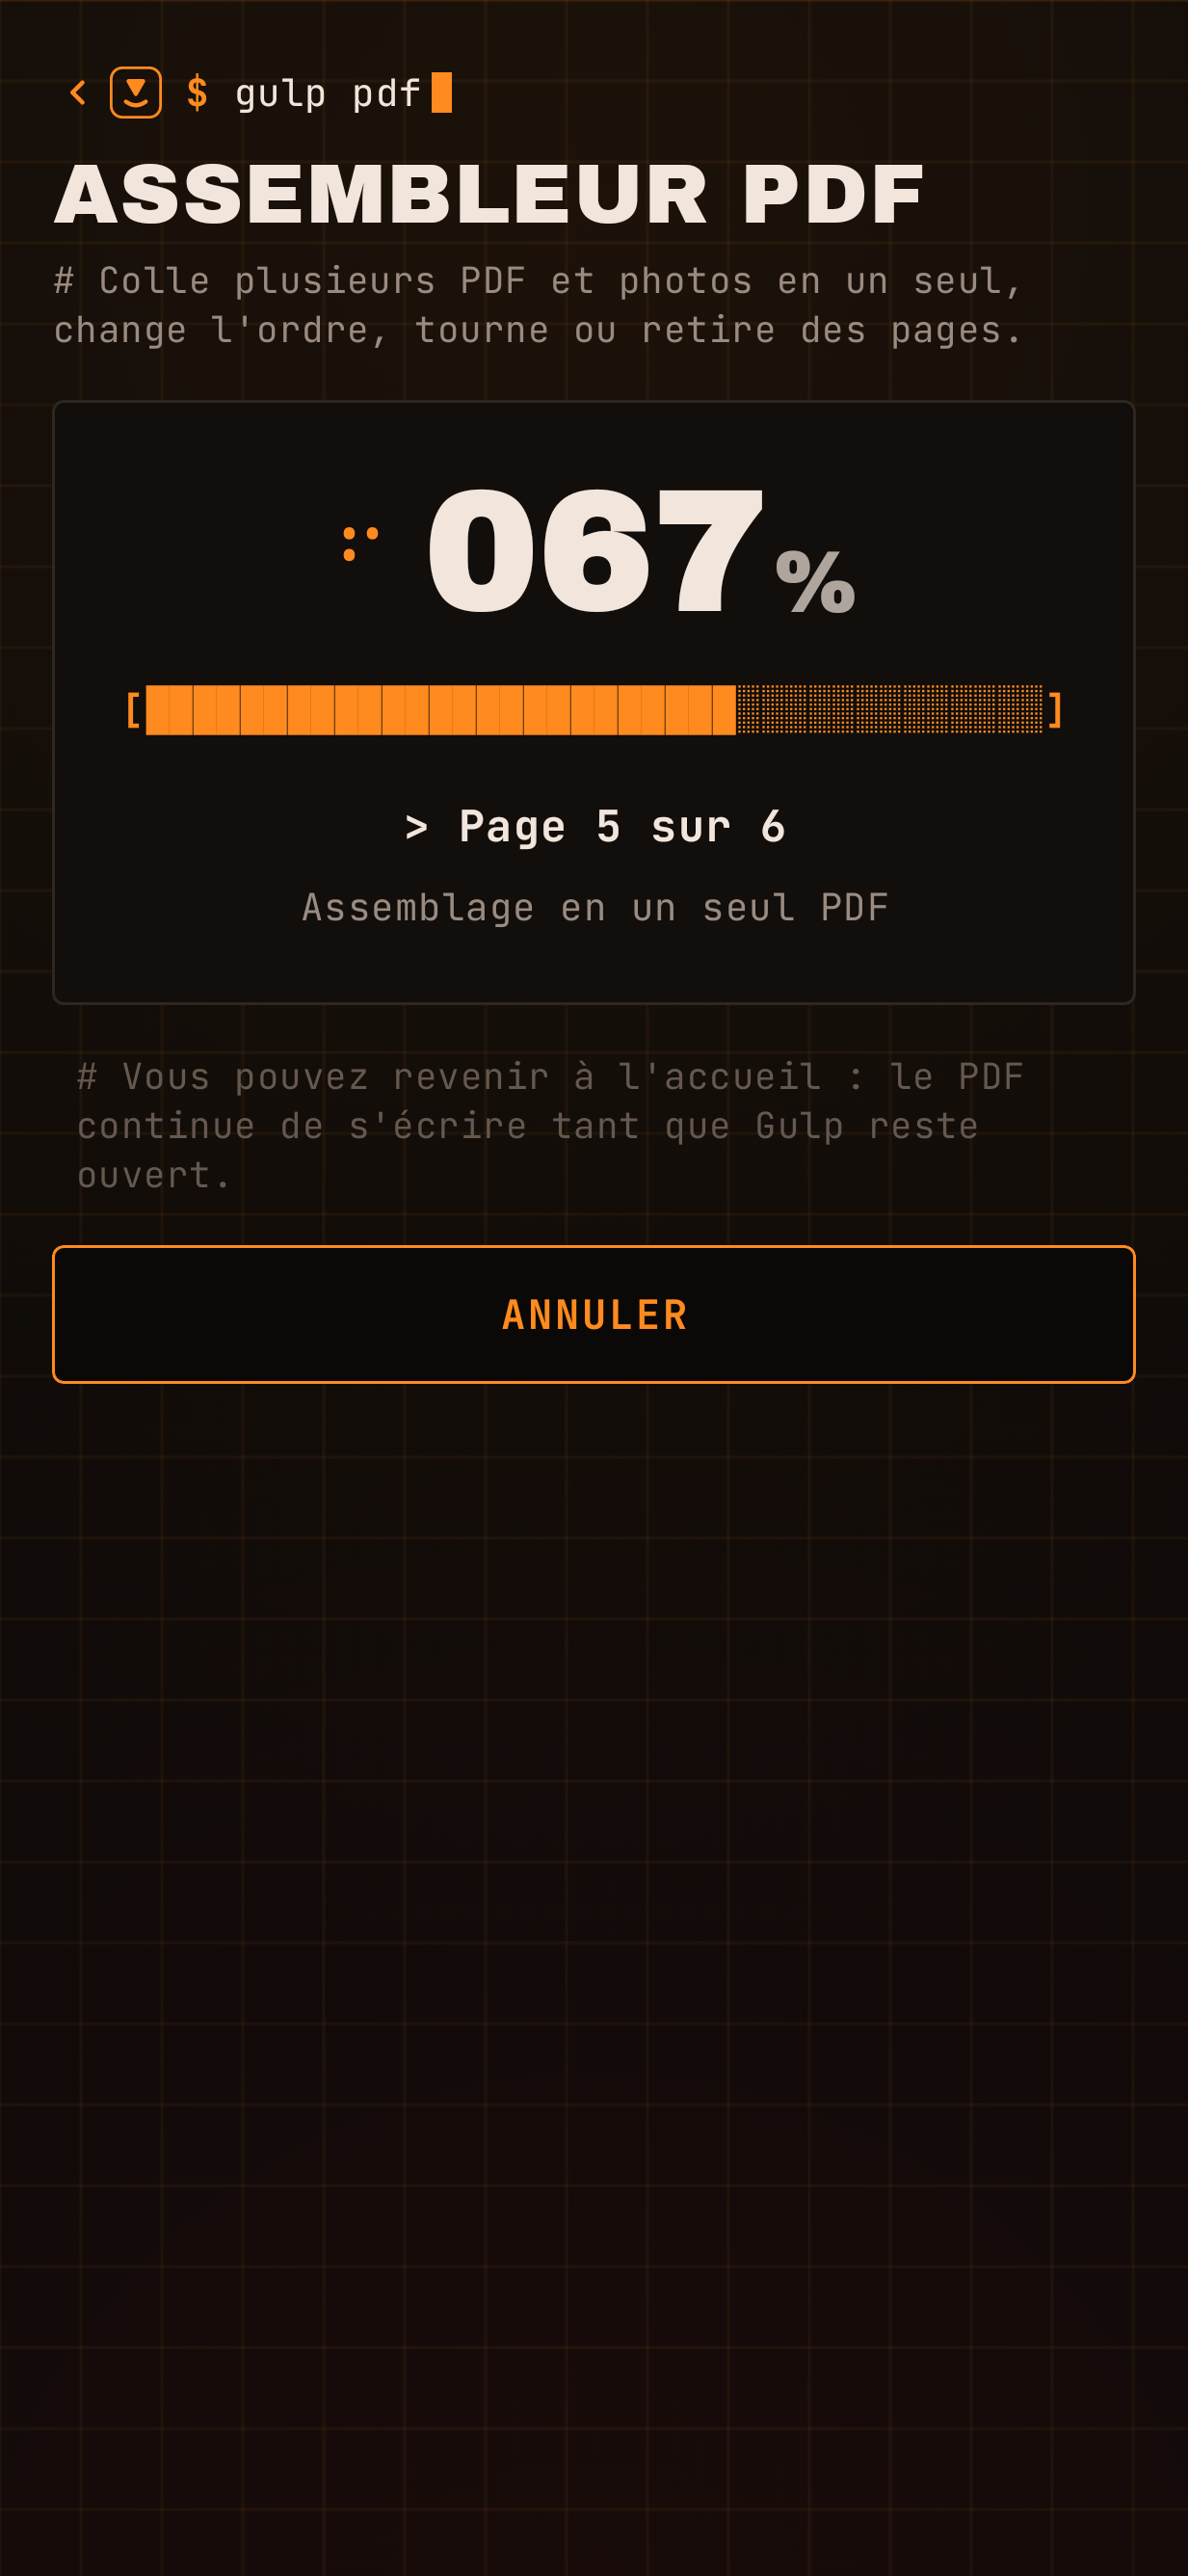 $ gulp pdf
ASSEMBLEUR PDF
# Colle plusieurs PDF et photos en un seul,
change l'ordre, tourne ou retire des pages.
067%
[█████████████████████████░░░░░░░░░░░░░]
> Page 5 sur 6
Assemblage en un seul PDF
# Vous pouvez revenir à l'accueil : le PDF
continue de s'écrire tant que Gulp reste
ouvert.
ANNULER